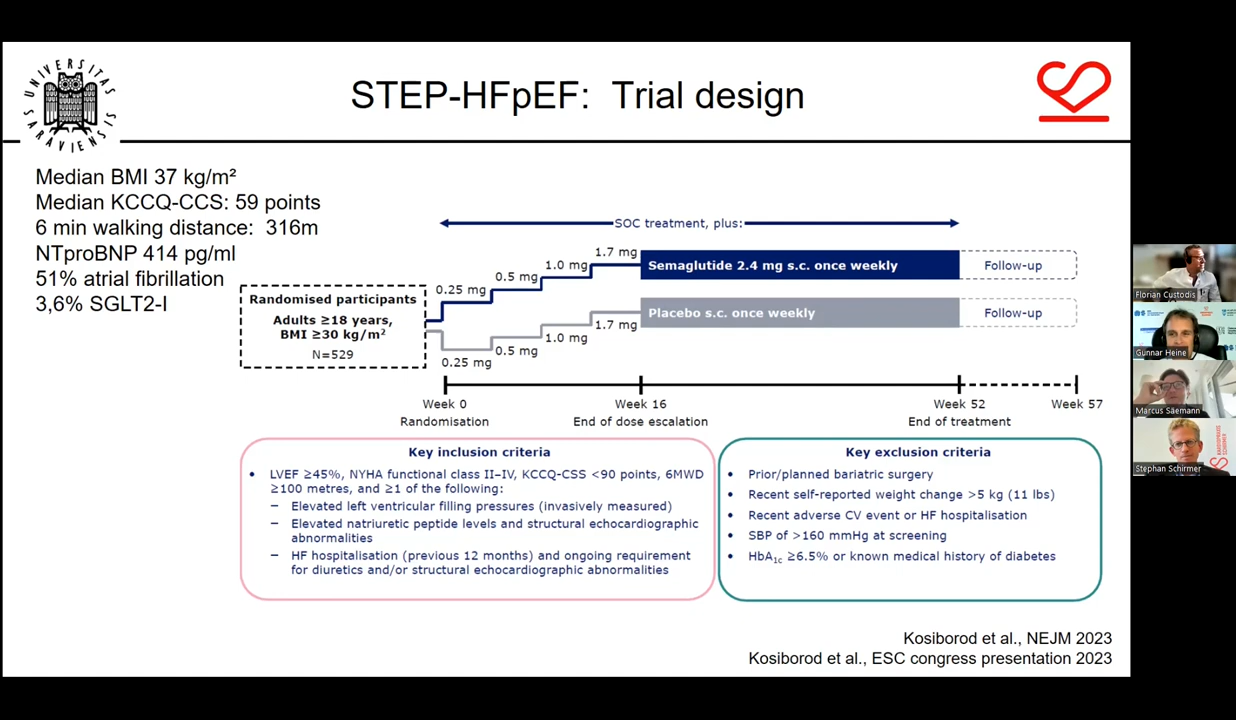 UNIVERSITAS
SARAVIENSIS
STEP-HFpEF: Trial design
Median BMI 37 kg/m²
Median KCCQ-CCS: 59 points
6 min walking distance: 316m
NTproBNP 414 pg/ml
51% atrial fibrillation
3,6% SGLT2-I
SOC treatment, plus:
Randomised participants
Adults ≥18 years,
BMI ≥30 kg/m²
N=529
0.25 mg
0.5 mg
1.0 mg
1.7 mg
Semaglutide 2.4 mg s.c. once weekly
Follow-up
0.25 mg
0.5 mg
1.0 mg
1.7 mg
Placebo s.c. once weekly
Follow-up
Week 0
Randomisation
Week 16
End of dose escalation
Week 52
End of treatment
Week 57
Key inclusion criteria
• LVEF ≥45%, NYHA functional class II–IV, KCCQ-CSS <90 points, 6MWD
≥100 metres, and ≥1 of the following:
– Elevated left ventricular filling pressures (invasively measured)
– Elevated natriuretic peptide levels and structural echocardiographic
abnormalities
– HF hospitalisation (previous 12 months) and ongoing requirement
for diuretics and/or structural echocardiographic abnormalities
Key exclusion criteria
• Prior/planned bariatric surgery
• Recent self-reported weight change >5 kg (11 lbs)
• Recent adverse CV event or HF hospitalisation
• SBP of >160 mmHg at screening
• HbA1c ≥6.5% or known medical history of diabetes
Kosiborod et al., NEJM 2023
Kosiborod et al., ESC congress presentation 2023
Florian Custodis
Gunnar Heine
Marcus Säemann
Stephan Schirmer